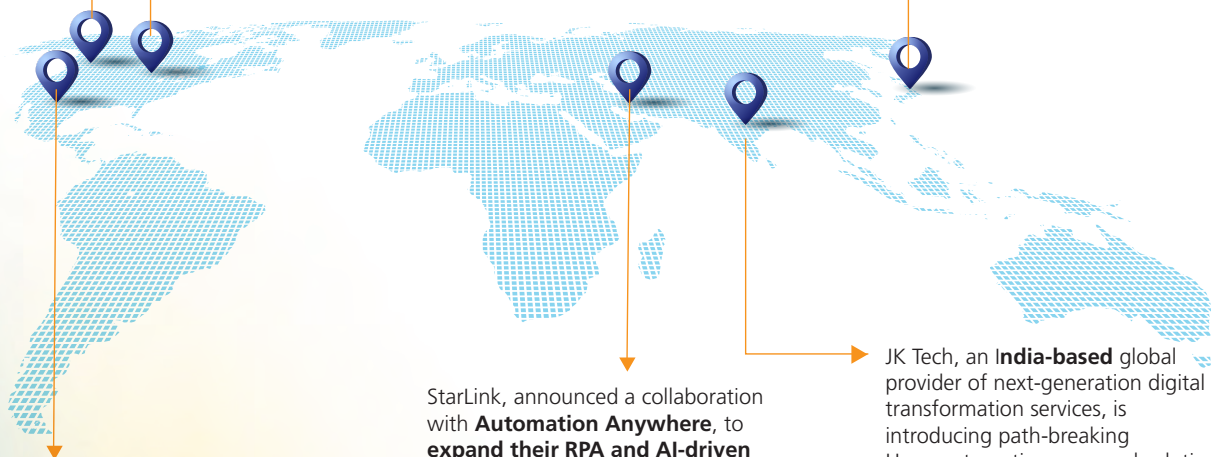 StarLink, announced a collaboration
with Automation Anywhere, to
expand their RPA and AI-driven
JK Tech, an India-based global
provider of next-generation digital
transformation services, is
introducing path-breaking